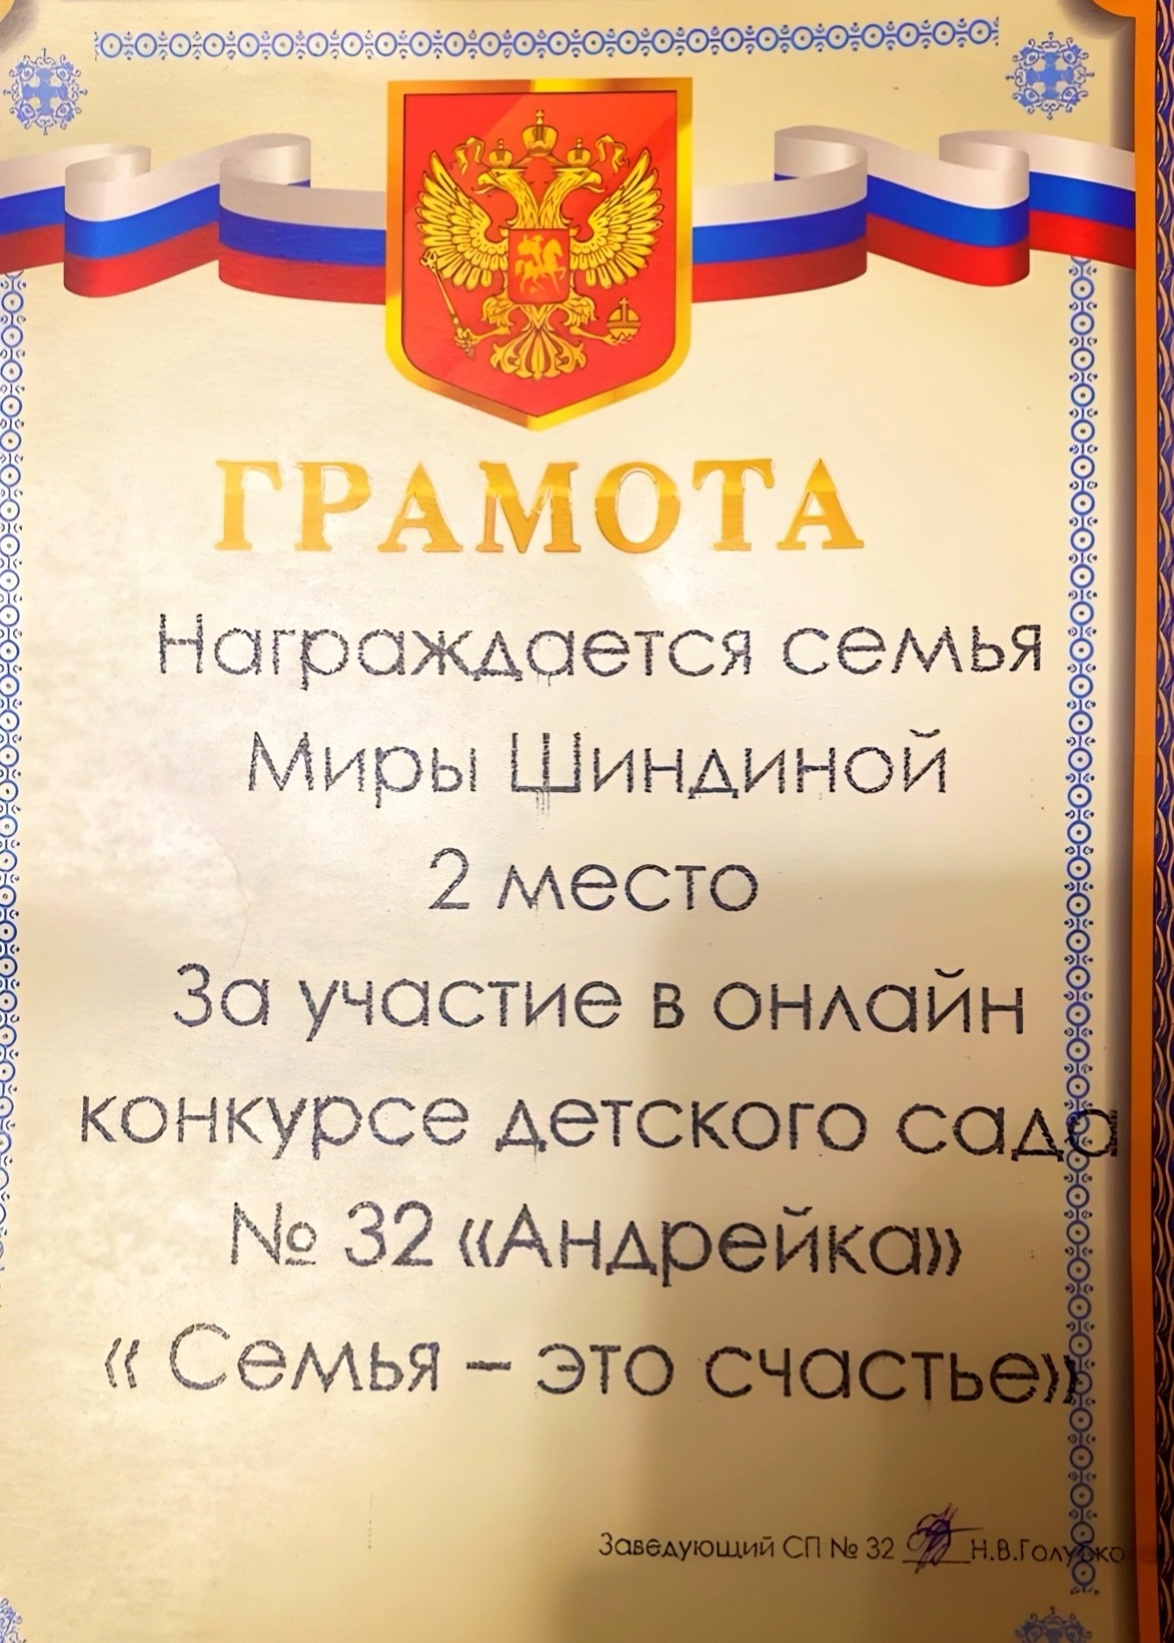 ГРАМОТА
Награждается семья
Миры Шиндиной
2 место
За участие в онлайн
конкурсе детского сада
№ 32 «Андрейка»
« Семья – это счастье»
Заведующий СП № 32 Н.В.